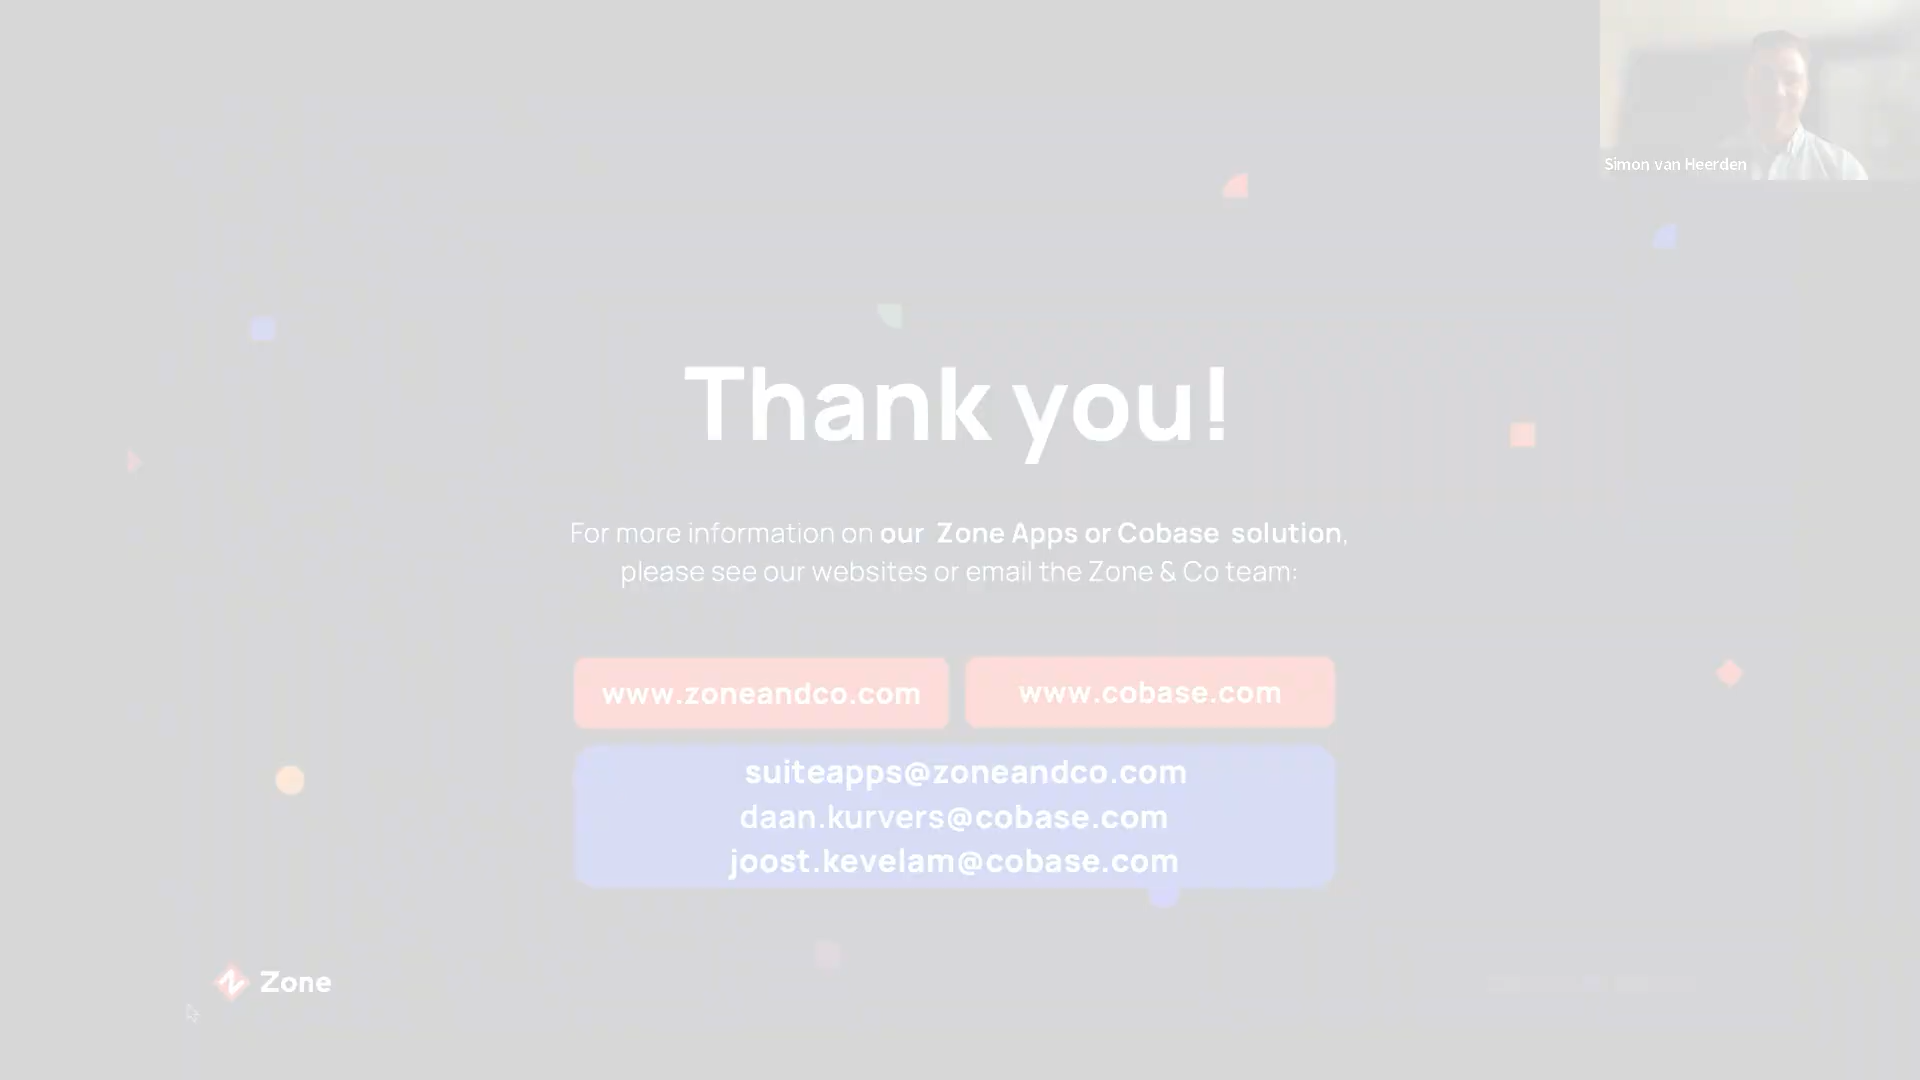 Simon van Heerden
Thank you!
For more information on our Zone Apps or Cobase solution,
please see our websites or email the Zone & Co team:
www.zoneandco.com
www.cobase.com
suiteapps@zoneandco.com
daan.kurvers@cobase.com
joost.kevelam@cobase.com
Zone